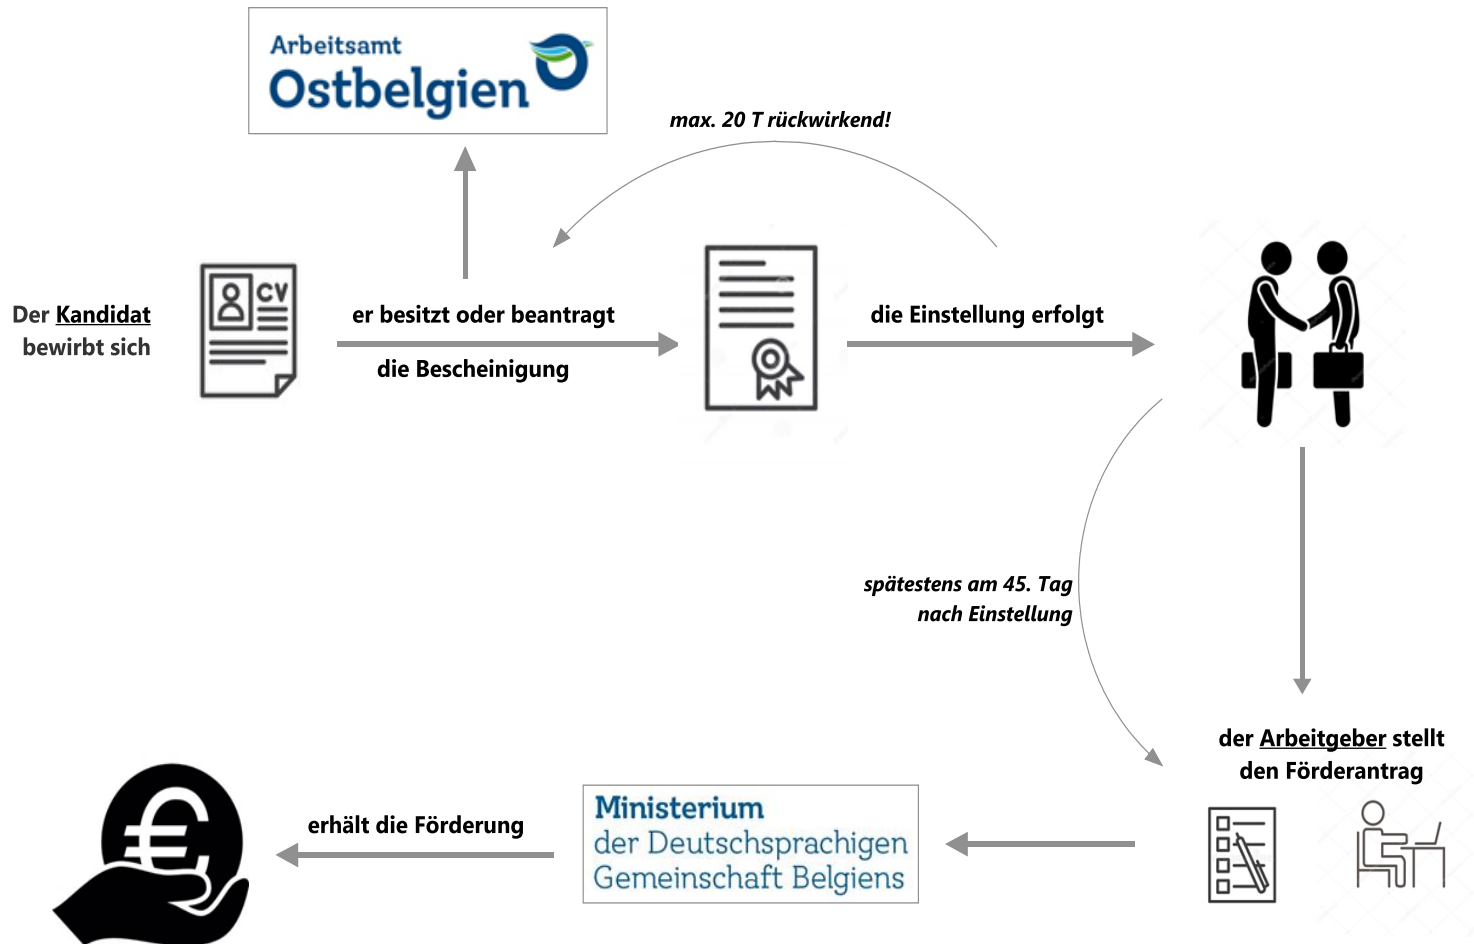 Arbeitsamt
Ostbelgien
max. 20 T rückwirkend!
Der Kandidat
bewirbt sich
CV
er besitzt oder beantragt
die Bescheinigung
die Einstellung erfolgt
spätestens am 45. Tag
nach Einstellung
der Arbeitgeber stellt
den Förderantrag
Ministerium
der Deutschsprachigen
Gemeinschaft Belgiens
erhält die Förderung
€